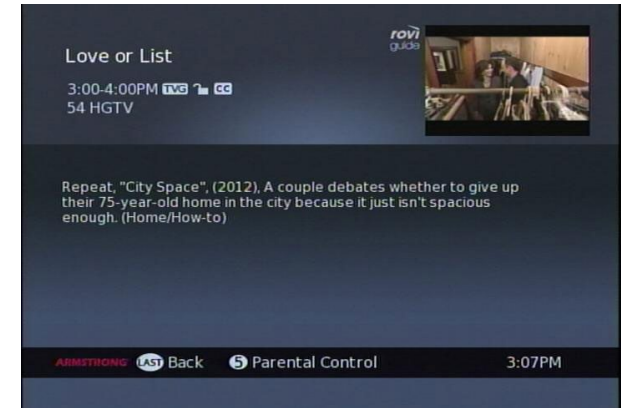 rovi
guide
Love or List
3:00-4:00PM TVG CC
54 HGTV
Repeat, "City Space", (2012), A couple debates whether to give up
their 75-year-old home in the city because it just isn't spacious
enough. (Home/How-to)
ARMSTRONG LAST Back 5 Parental Control 3:07PM